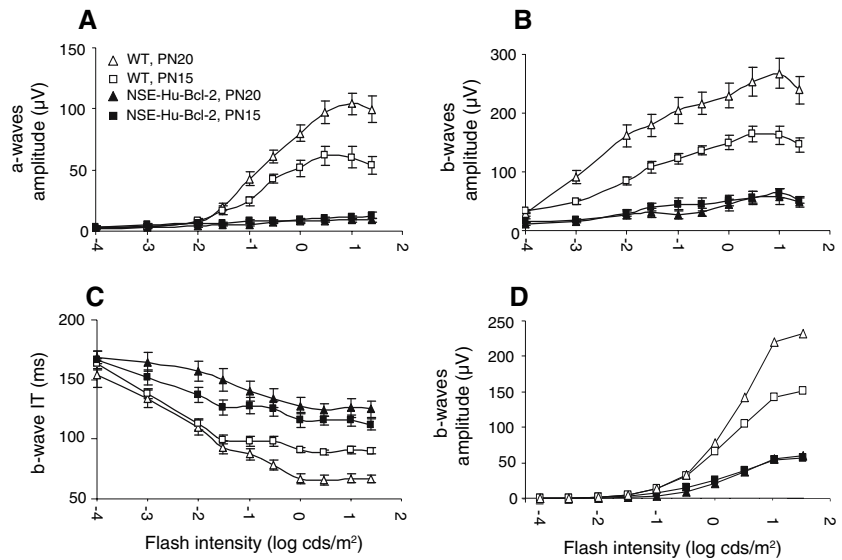 A
150
100
50
0
a-waves
amplitude (µV)
WT, PN20
WT, PN15
NSE-Hu-Bcl-2, PN20
NSE-Hu-Bcl-2, PN15
-4 -3 -2 -1 0 1 2
B
300
200
100
0
b-waves
amplitude (µV)
-4 -3 -2 -1 0 1 2
C
200
150
100
50
b-wave IT (ms)
-4 -3 -2 -1 0 1 2
Flash intensity (log cds/m²)
D
250
200
150
100
50
0
b-waves
amplitude (µV)
-4 -3 -2 -1 0 1 2
Flash intensity (log cds/m²)